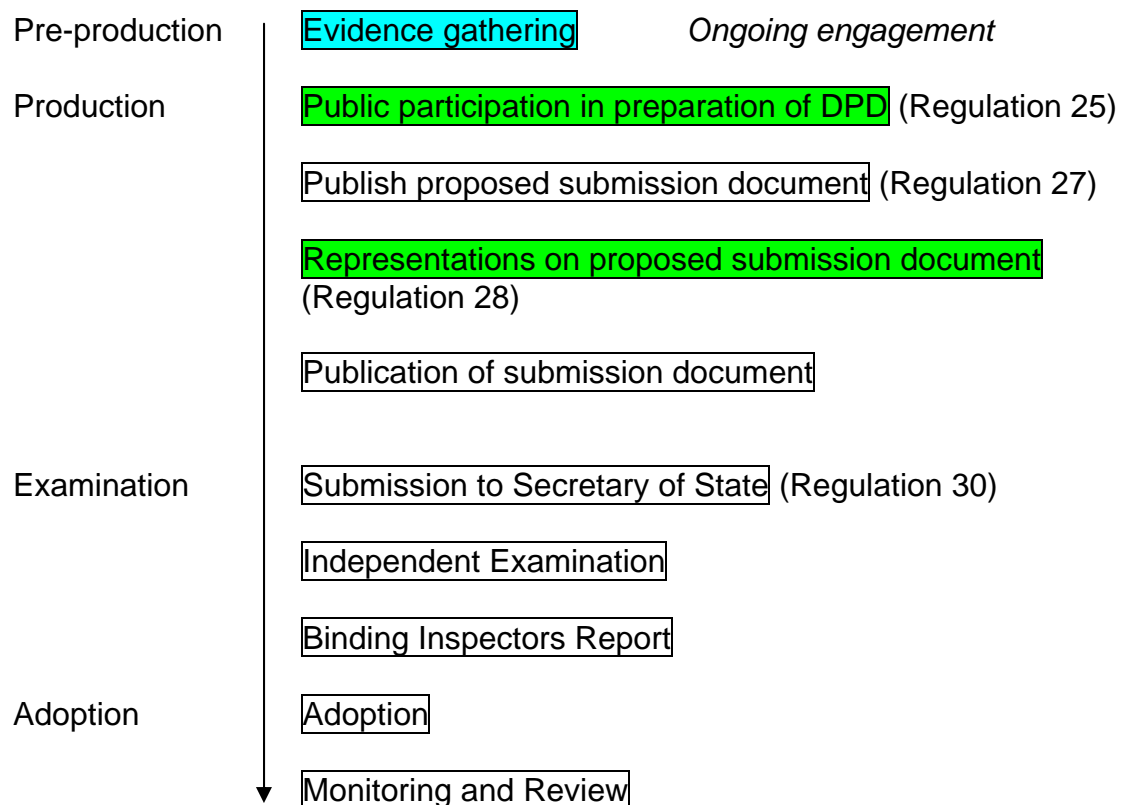 Pre-production Evidence gathering Ongoing engagement
Production Public participation in preparation of DPD (Regulation 25)
Publish proposed submission document (Regulation 27)
Representations on proposed submission document
(Regulation 28)
Publication of submission document
Examination Submission to Secretary of State (Regulation 30)
Independent Examination
Binding Inspectors Report
Adoption Adoption
Monitoring and Review